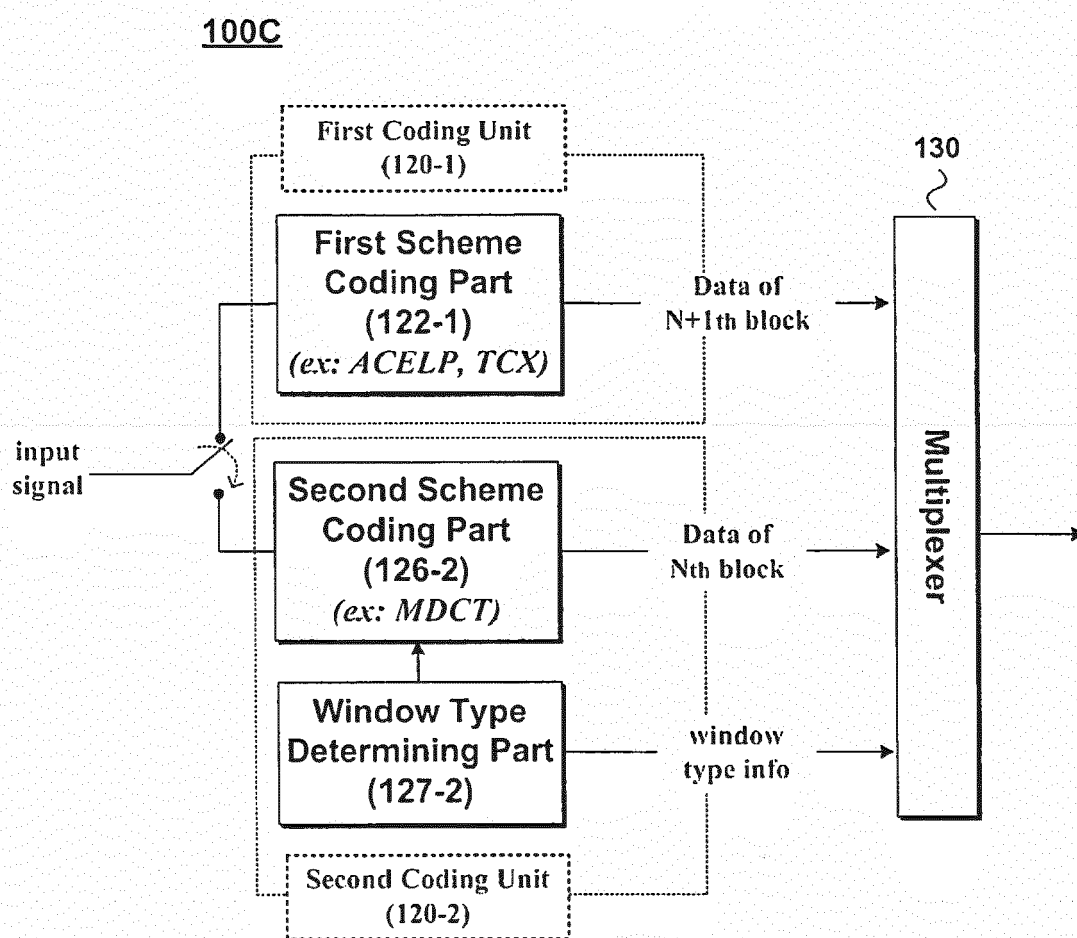 100C
First Coding Unit
(120-1)
130
First Scheme
Coding Part
(122-1)
(ex: ACELP, TCX)
Data of
N+1th block
input
signal
Second Scheme
Coding Part
(126-2)
(ex: MDCT)
Data of
Nth block
Multiplexer
Window Type
Determining Part
(127-2)
window
type info
Second Coding Unit
(120-2)